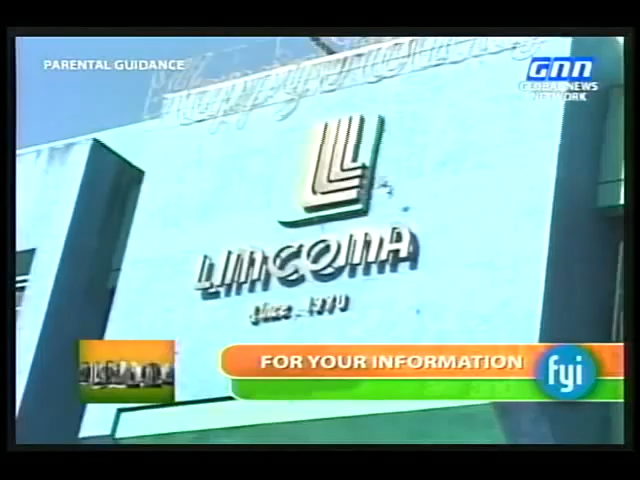 PARENTAL GUIDANCE
GNN
GLOBAL NEWS
NETWORK
LIMCOMA
Since 1970
FOR YOUR INFORMATION
fyi